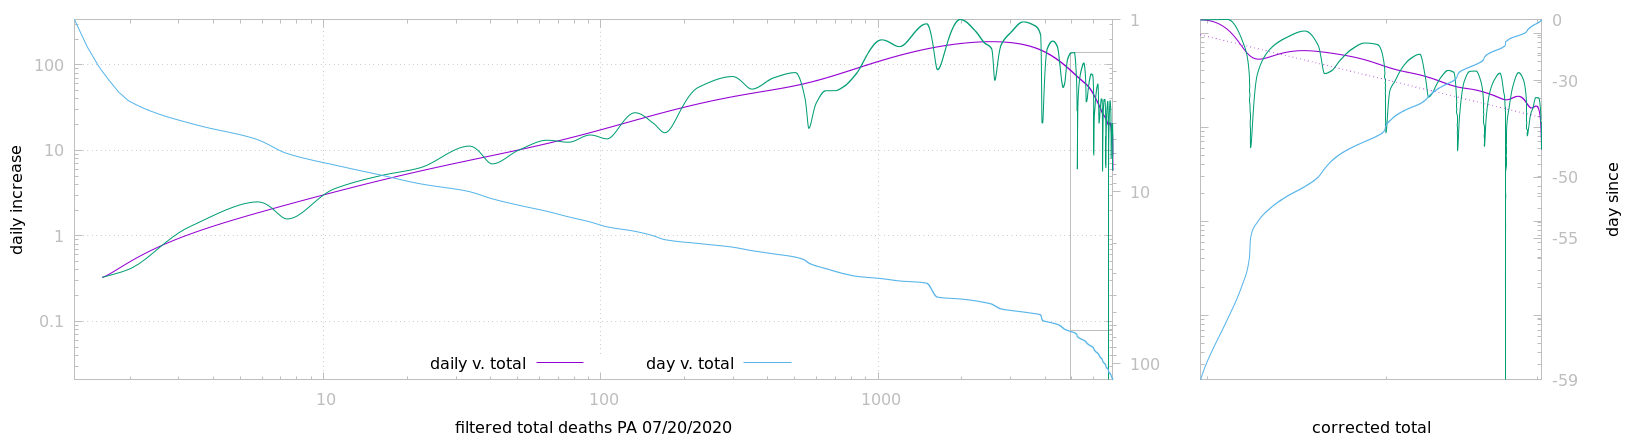 100
10
1
0.1
daily increase
10
100
1000
filtered total deaths PA 07/20/2020
daily v. total
day v. total
1
10
100
0
-30
-50
-55
-59
day since
corrected total